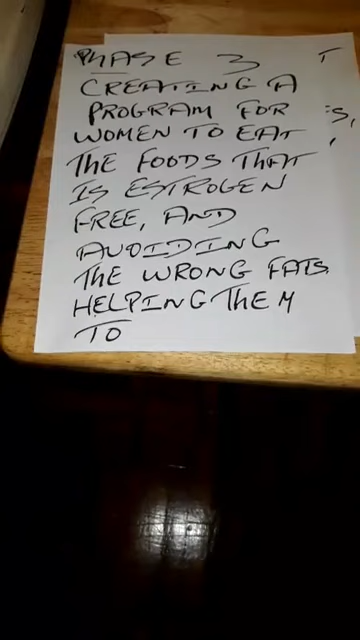 PHASE 3
CREATING A
PROGRAM FOR
WOMEN TO EAT
THE FOODS THAT
IS ESTROGEN
FREE, AND
AVOIDING
THE WRONG FATS.
HELPING THEM
TO